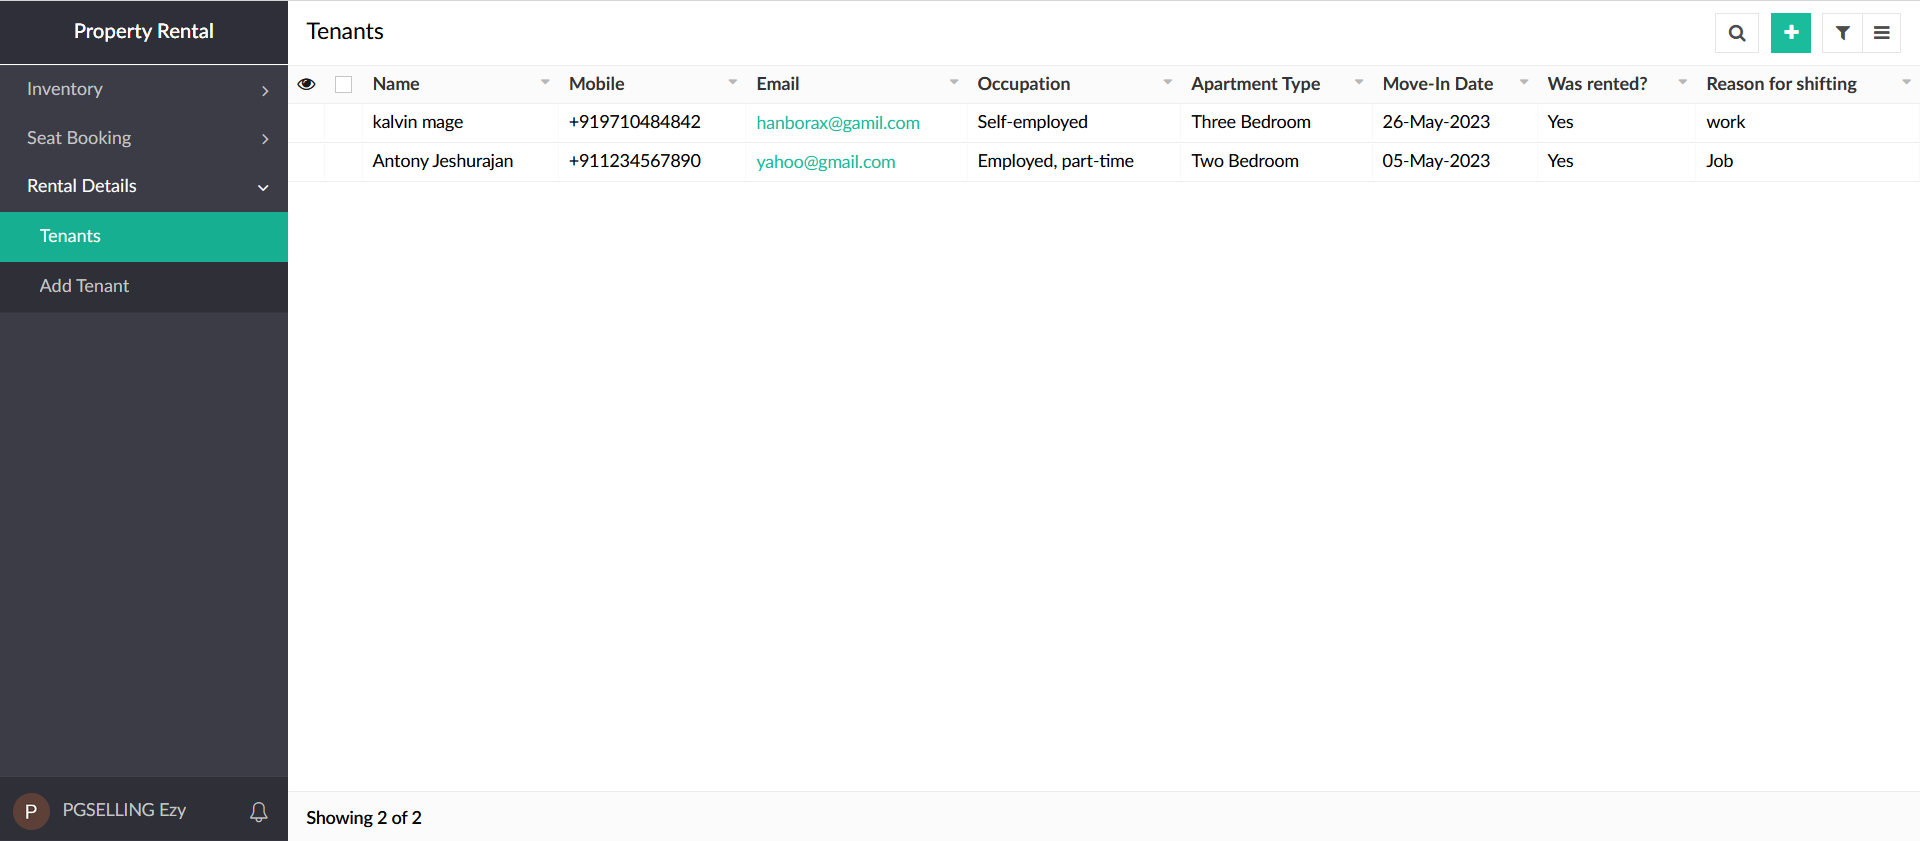 Property Rental
Inventory
Seat Booking
Rental Details
Tenants
Add Tenant
P PGSELLING Ezy
Tenants
Name Mobile Email Occupation Apartment Type Move-In Date Was rented? Reason for shifting
kalvin mage +919710484842 hanborax@gamil.com Self-employed Three Bedroom 26-May-2023 Yes work
Antony Jeshurajan +911234567890 yahoo@gmail.com Employed, part-time Two Bedroom 05-May-2023 Yes Job
Showing 2 of 2